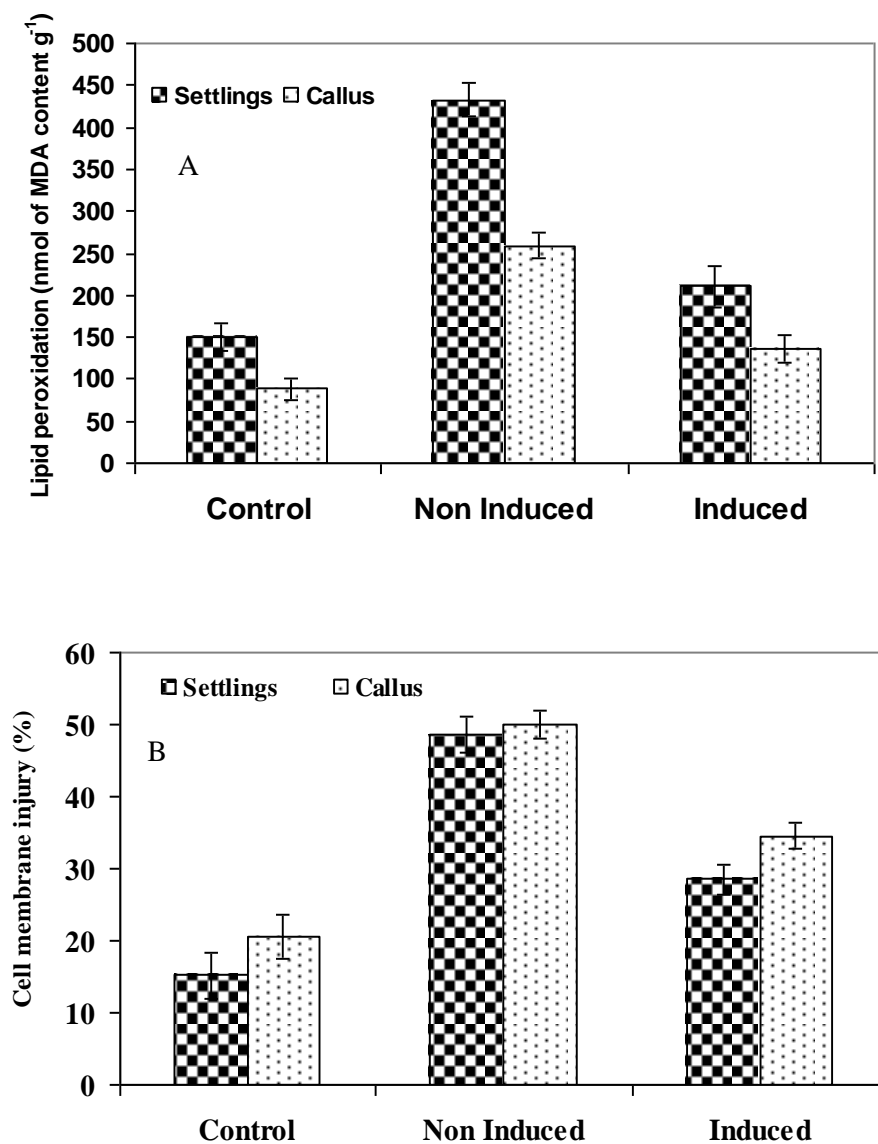 Lipid peroxidation (nmol of MDA content g-1)
500
450
400
350
300
250
200
150
100
50
0
Settlings Callus
A
Control Non Induced Induced
Cell membrane injury (%)
60
50
40
30
20
10
0
Settlings Callus
B
Control Non Induced Induced